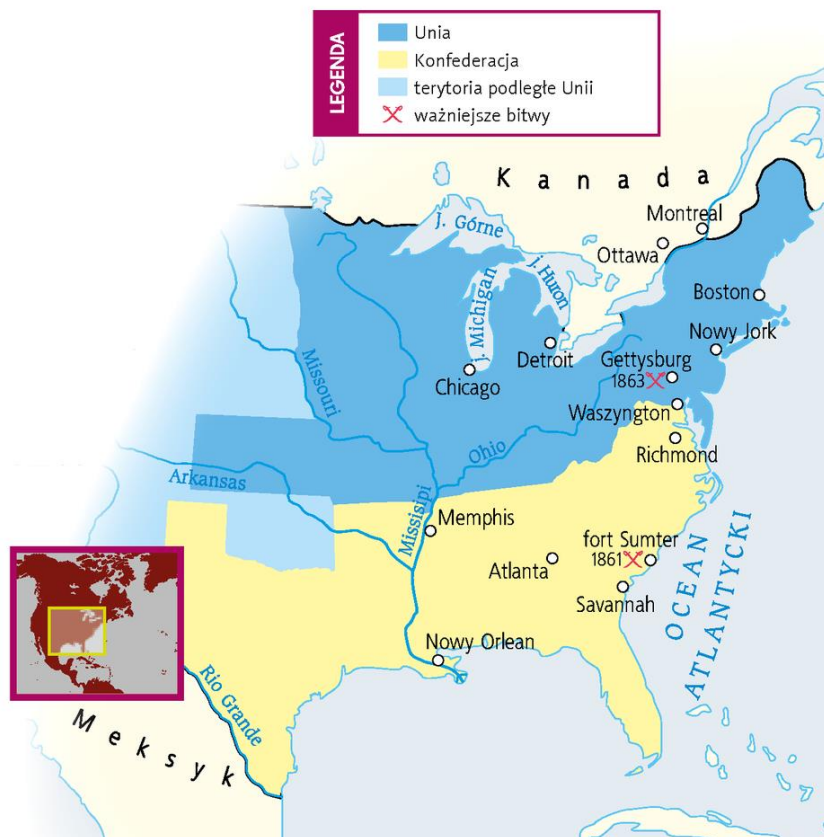 LEGENDA
Unia
Konfederacja
terytoria podległe Unii
ważniejsze bitwy
Kanada
Montreal
Ottawa
J. Górne
j. Huron
j. Michigan
Boston
Nowy Jork
Detroit
Gettysburg
1863
Chicago
Missouri
Waszyngton
Ohio
Richmond
Arkansas
Missisipi
Memphis
fort Sumter
1861
Atlanta
Savannah
OCEAN
ATLANTYCKI
Nowy Orlean
Rio Grande
Meksyk